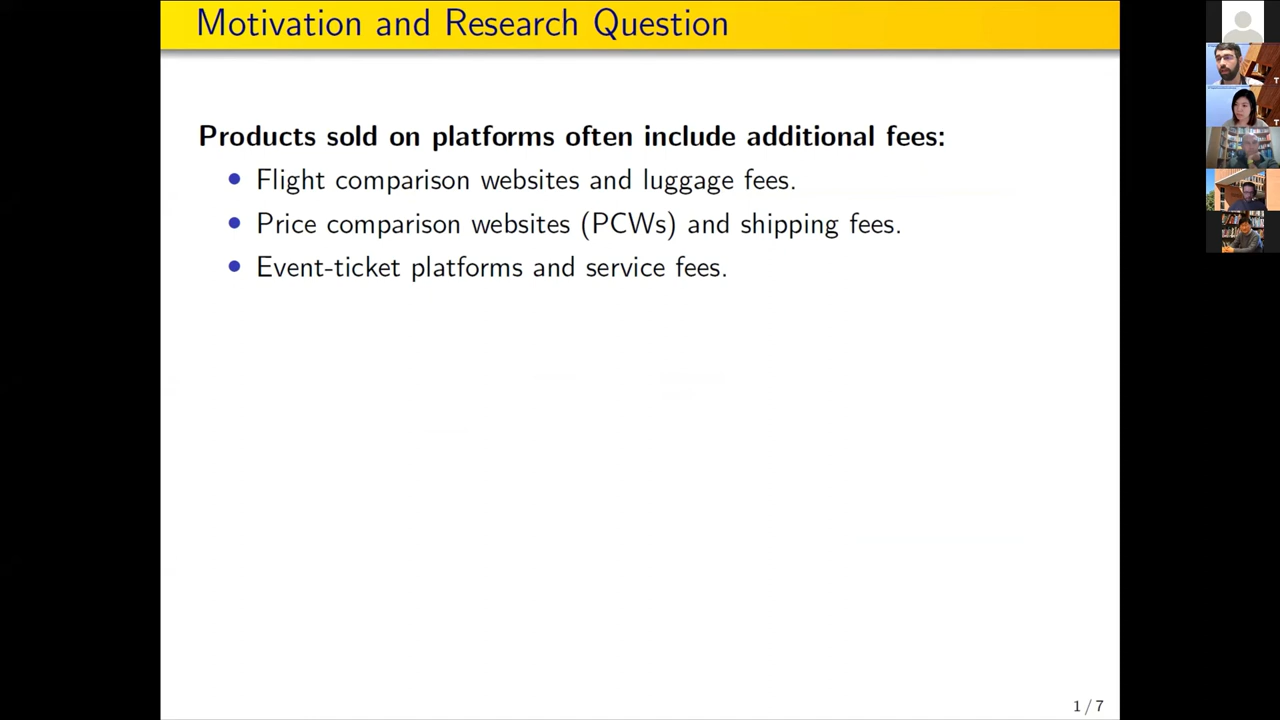 Motivation and Research Question
Products sold on platforms often include additional fees:
Flight comparison websites and luggage fees.
Price comparison websites (PCWs) and shipping fees.
Event-ticket platforms and service fees.
1 / 7
T
T